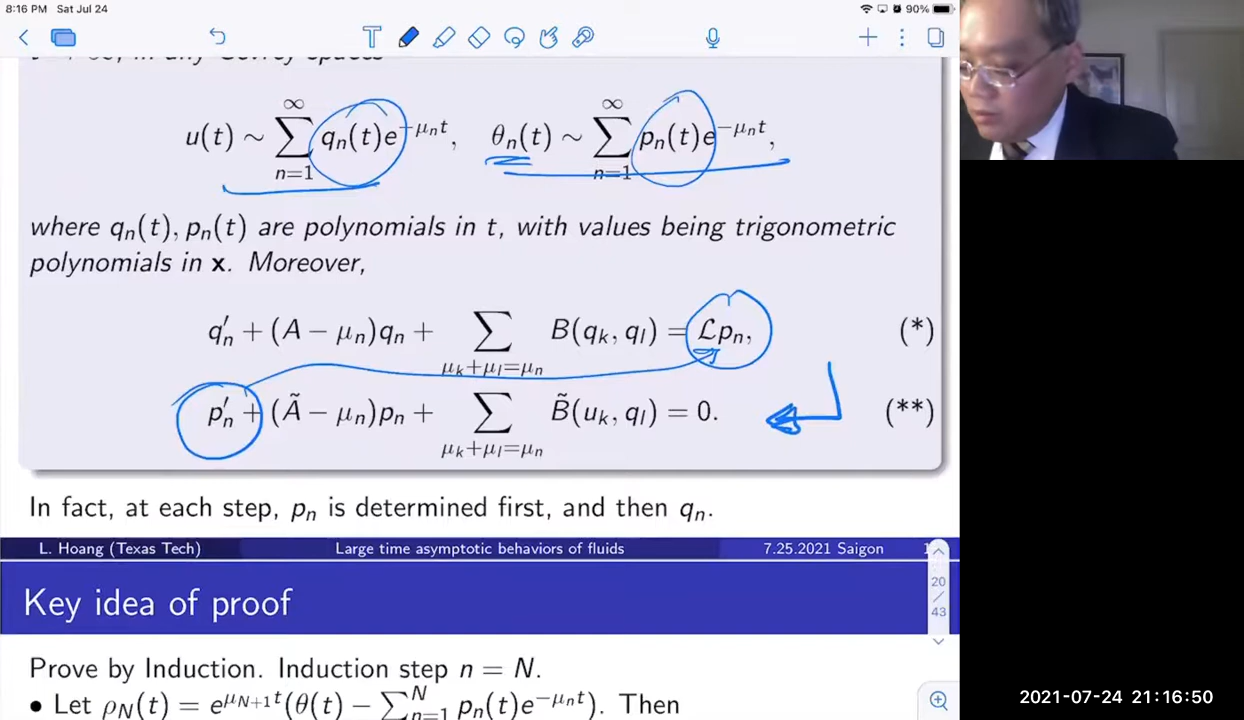 8:16 PM Sat Jul 24 90%
in any Gevrey spaces
u(t) ∼ ∑_{n=1}^{∞} q_n(t)e^{-μ_n t}, θ_n(t) ∼ ∑_{n=1}^{∞} p_n(t)e^{-μ_n t},
where q_n(t), p_n(t) are polynomials in t, with values being trigonometric
polynomials in x. Moreover,
q′_n + (A − μ_n)q_n + ∑_{μ_k+μ_l=μ_n} B(q_k, q_l) = ℒp_n, (*)
p′_n + (Ã − μ_n)p_n + ∑_{μ_k+μ_l=μ_n} B̃(u_k, q_l) = 0. (**)
In fact, at each step, p_n is determined first, and then q_n.
L. Hoang (Texas Tech) Large time asymptotic behaviors of fluids 7.25.2021 Saigon
20
/
43
Key idea of proof
Prove by Induction. Induction step n = N.
• Let ρ_N(t) = e^{μ_{N+1}t}(θ(t) − ∑_{n=1}^{N} p_n(t)e^{-μ_n t}). Then
2021-07-24 21:16:50